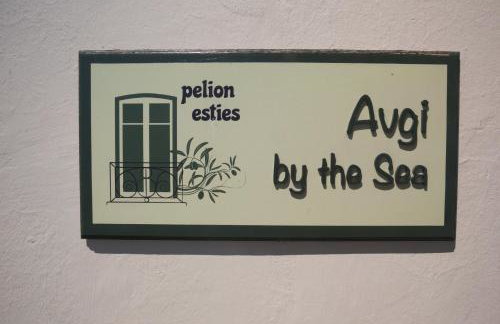 pelion
esties
Avgi
by the Sea